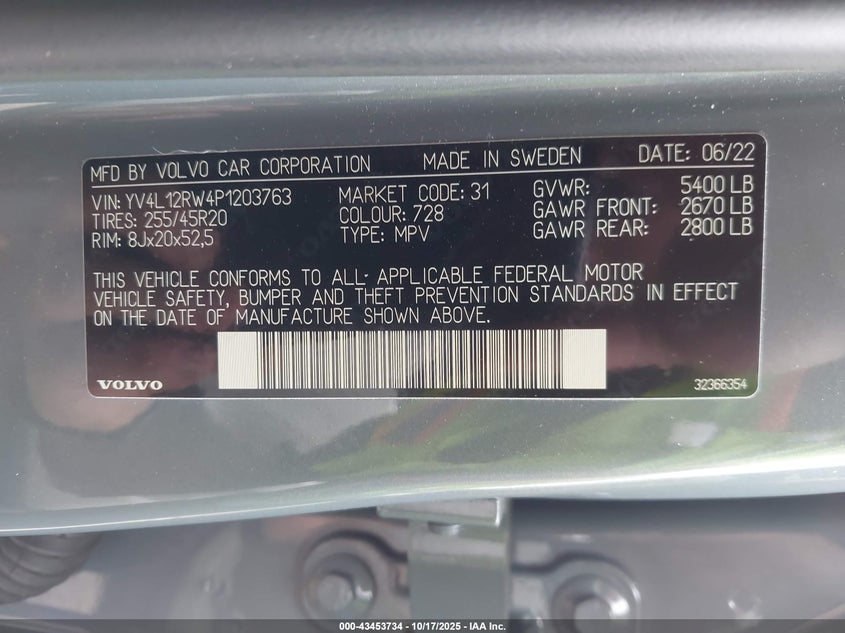 MFD BY VOLVO CAR CORPORATION MADE IN SWEDEN DATE: 06/22
VIN: YV4L12RW4P1203763 MARKET CODE: 31 GVWR: 5400 LB
TIRES: 255/45R20 COLOUR: 728 GAWR FRONT: 2670 LB
RIM: 8Jx20x52,5 TYPE: MPV GAWR REAR: 2800 LB
THIS VEHICLE CONFORMS TO ALL APPLICABLE FEDERAL MOTOR
VEHICLE SAFETY, BUMPER AND THEFT PREVENTION STANDARDS IN EFFECT
ON THE DATE OF MANUFACTURE SHOWN ABOVE.
VOLVO 32366354
000-43453734 - 10/17/2025 - IAA Inc.